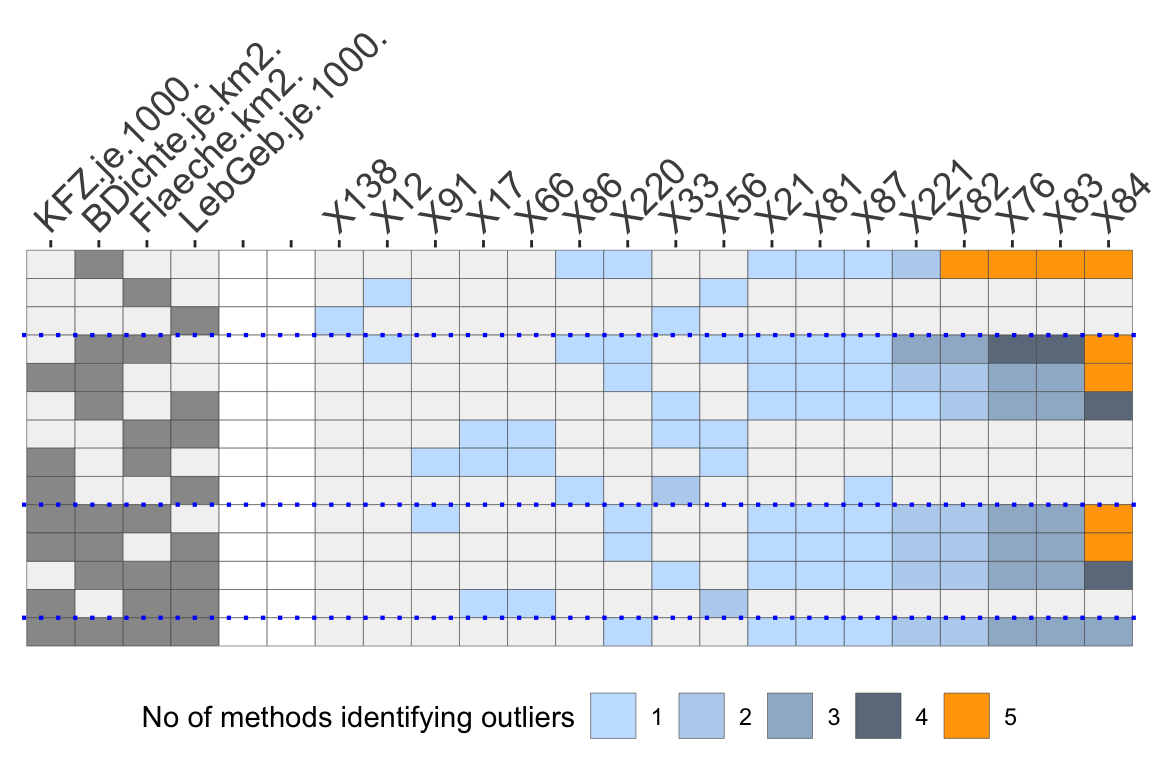 KFZ.je.1000.
BDichte.je.km2.
Flaeche.km2.
LebGeb.je.1000.
X138
X12
X91
X17
X66
X86
X220
X33
X56
X21
X81
X87
X221
X82
X76
X83
X84
No of methods identifying outliers 1 2 3 4 5